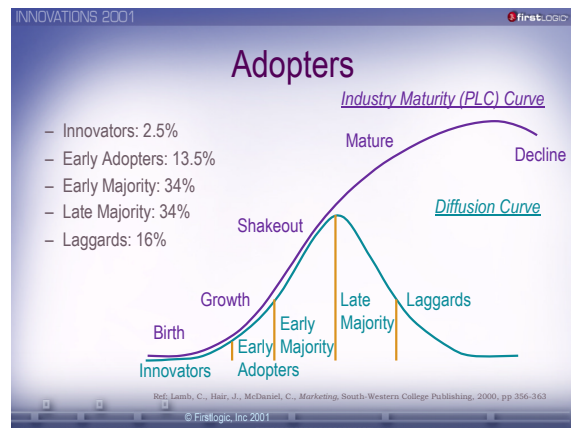 INNOVATIONS 2001
firstLOGIC
Adopters
Industry Maturity (PLC) Curve
– Innovators: 2.5%
– Early Adopters: 13.5%
– Early Majority: 34%
– Late Majority: 34%
– Laggards: 16%
Mature
Decline
Diffusion Curve
Shakeout
Growth
Birth
Innovators
Early
Adopters
Early
Majority
Late
Majority
Laggards
Ref: Lamb, C., Hair, J., McDaniel, C., Marketing, South-Western College Publishing, 2000, pp 356-363
© Firstlogic, Inc 2001